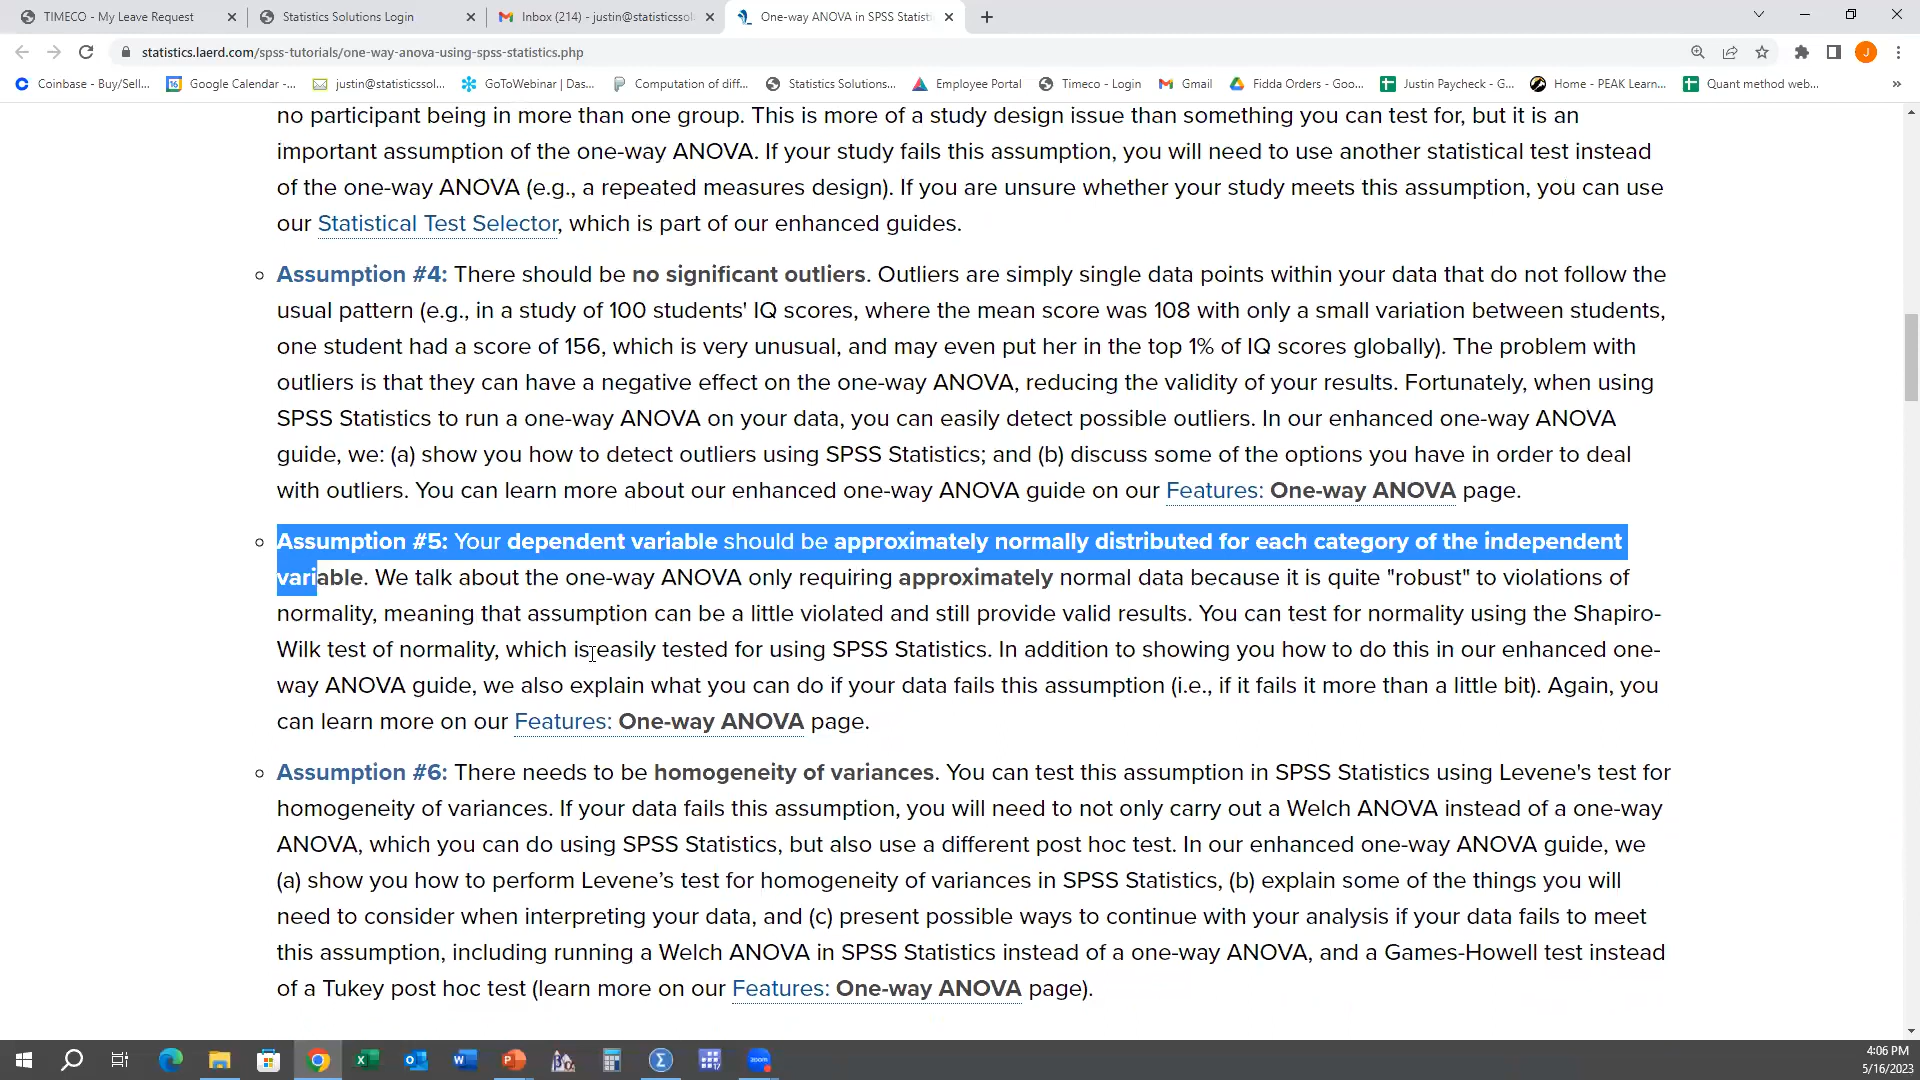 TIMECO - My Leave Request
Statistics Solutions Login
Inbox (214) - justin@statisticssol
One-way ANOVA in SPSS Statisti
statistics.laerd.com/spss-tutorials/one-way-anova-using-spss-statistics.php
J
Coinbase - Buy/Sell...
Google Calendar -...
justin@statisticssol...
GoToWebinar | Das...
Computation of diff...
Statistics Solutions...
Employee Portal
Timeco - Login
Gmail
Fidda Orders - Goo...
Justin Paycheck - G...
Home - PEAK Learn...
Quant method web...
no participant being in more than one group. This is more of a study design issue than something you can test for, but it is an
important assumption of the one-way ANOVA. If your study fails this assumption, you will need to use another statistical test instead
of the one-way ANOVA (e.g., a repeated measures design). If you are unsure whether your study meets this assumption, you can use
our Statistical Test Selector, which is part of our enhanced guides.
Assumption #4: There should be no significant outliers. Outliers are simply single data points within your data that do not follow the
usual pattern (e.g., in a study of 100 students' IQ scores, where the mean score was 108 with only a small variation between students,
one student had a score of 156, which is very unusual, and may even put her in the top 1% of IQ scores globally). The problem with
outliers is that they can have a negative effect on the one-way ANOVA, reducing the validity of your results. Fortunately, when using
SPSS Statistics to run a one-way ANOVA on your data, you can easily detect possible outliers. In our enhanced one-way ANOVA
guide, we: (a) show you how to detect outliers using SPSS Statistics; and (b) discuss some of the options you have in order to deal
with outliers. You can learn more about our enhanced one-way ANOVA guide on our Features: One-way ANOVA page.
Assumption #5: Your dependent variable should be approximately normally distributed for each category of the independent
variable. We talk about the one-way ANOVA only requiring approximately normal data because it is quite "robust" to violations of
normality, meaning that assumption can be a little violated and still provide valid results. You can test for normality using the Shapiro-
Wilk test of normality, which is easily tested for using SPSS Statistics. In addition to showing you how to do this in our enhanced one-
way ANOVA guide, we also explain what you can do if your data fails this assumption (i.e., if it fails it more than a little bit). Again, you
can learn more on our Features: One-way ANOVA page.
Assumption #6: There needs to be homogeneity of variances. You can test this assumption in SPSS Statistics using Levene's test for
homogeneity of variances. If your data fails this assumption, you will need to not only carry out a Welch ANOVA instead of a one-way
ANOVA, which you can do using SPSS Statistics, but also use a different post hoc test. In our enhanced one-way ANOVA guide, we
(a) show you how to perform Levene’s test for homogeneity of variances in SPSS Statistics, (b) explain some of the things you will
need to consider when interpreting your data, and (c) present possible ways to continue with your analysis if your data fails to meet
this assumption, including running a Welch ANOVA in SPSS Statistics instead of a one-way ANOVA, and a Games-Howell test instead
of a Tukey post hoc test (learn more on our Features: One-way ANOVA page).
4:06 PM
5/16/2023